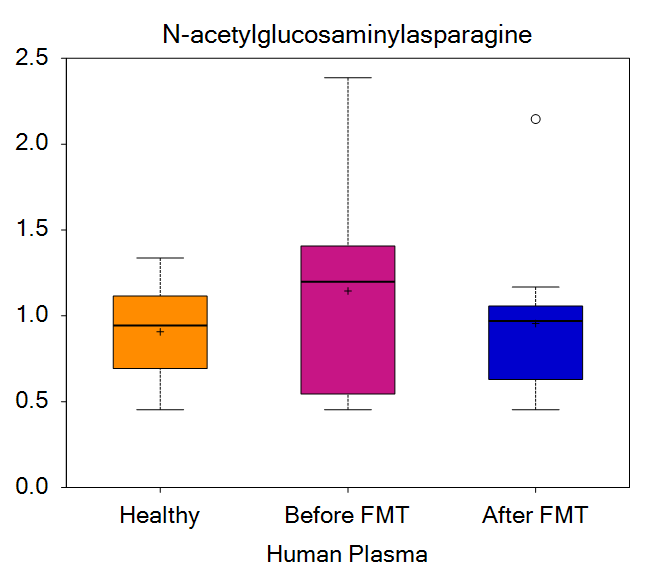 N-acetylglucosaminylasparagine
2.5
2.0
1.5
1.0
0.5
0.0
Healthy Before FMT After FMT
Human Plasma